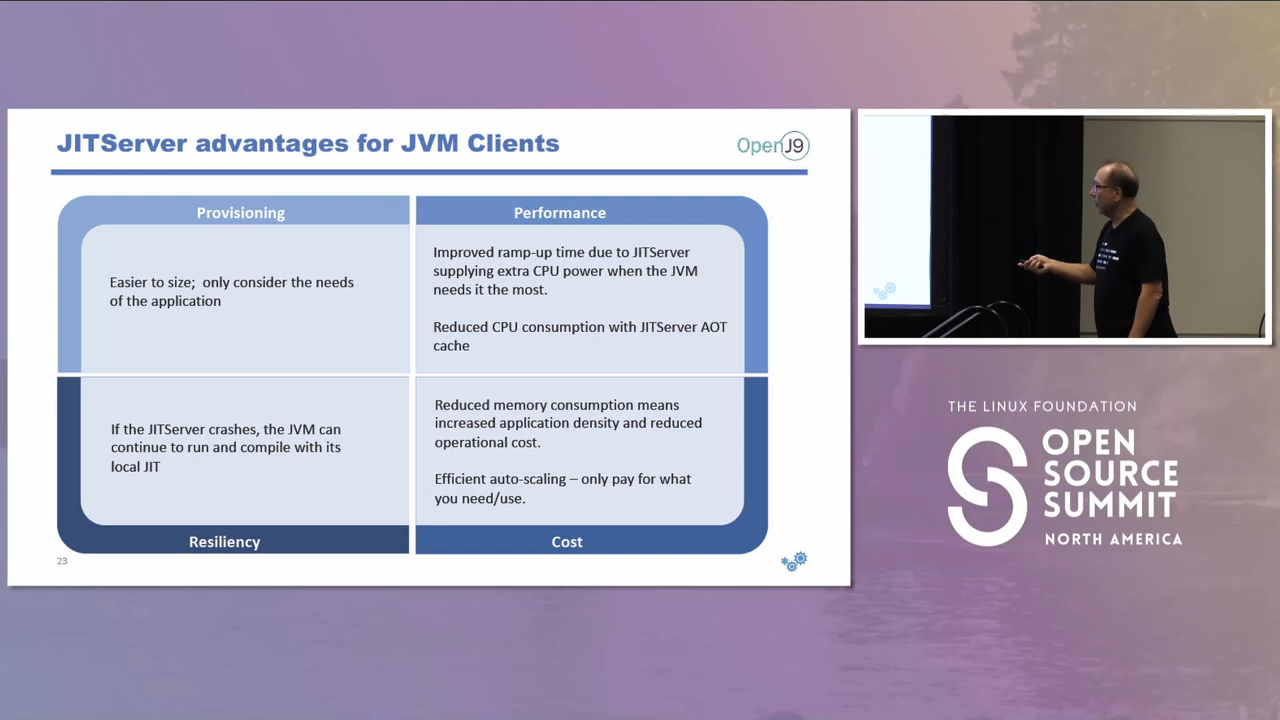 JITServer advantages for JVM Clients
OpenJ9
Provisioning
Easier to size;  only consider the needs
of the application
Performance
Improved ramp-up time due to JITServer
supplying extra CPU power when the JVM
needs it the most.
Reduced CPU consumption with JITServer AOT
cache
If the JITServer crashes, the JVM can
continue to run and compile with its
local JIT
Resiliency
Reduced memory consumption means
increased application density and reduced
operational cost.
Efficient auto-scaling – only pay for what
you need/use.
Cost
23
THE LINUX FOUNDATION
OPEN
SOURCE
SUMMIT
NORTH AMERICA